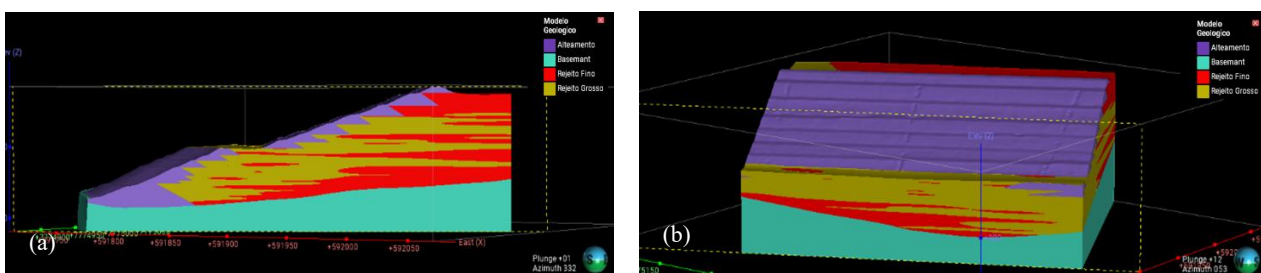 Modelo
Geologico
Alteamento
Basemant
Rejeito Fino
Rejeito Grosso
+591800
+591850
+591900
+591950
+592000
+592050
East (X)
(a)
Plunge +01
Azimuth 332
Modelo
Geologico
Alteamento
Basemant
Rejeito Fino
Rejeito Grosso
Elev (Z)
(b)
Plunge +12
Azimuth 053